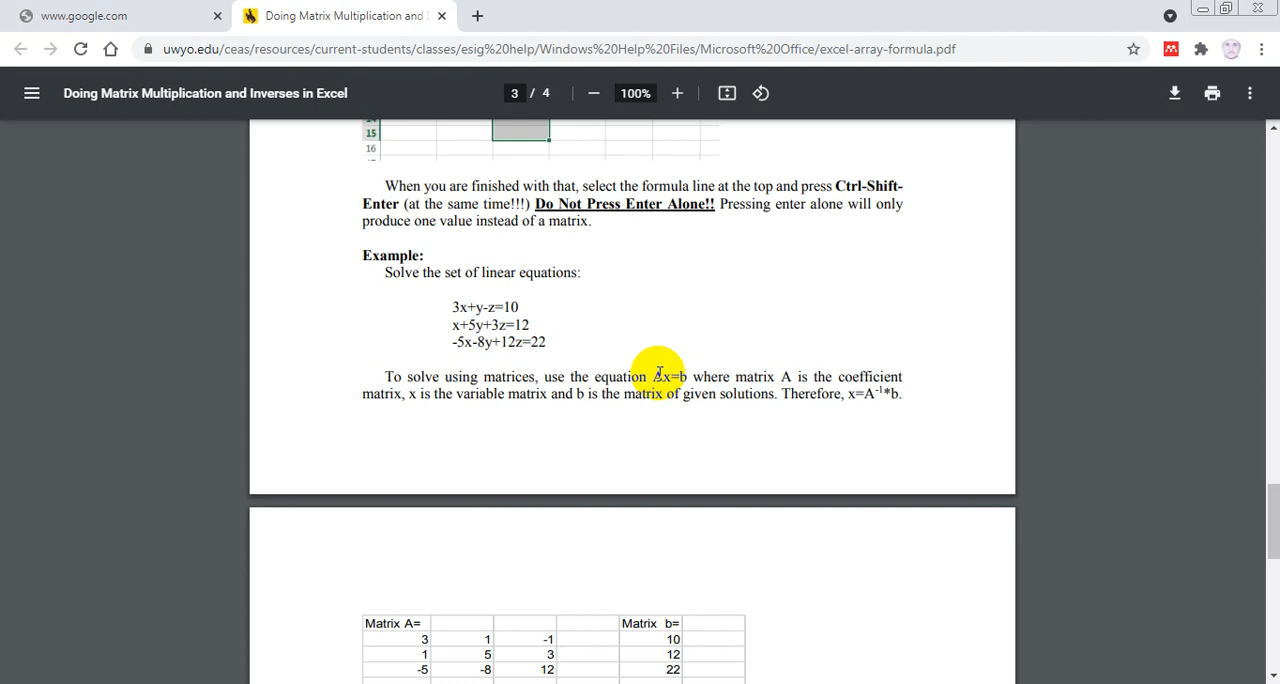 www.google.com
Doing Matrix Multiplication and
uwyo.edu/ceas/resources/current-students/classes/esig%20help/Windows%20Help%20Files/Microsoft%20Office/excel-array-formula.pdf
Doing Matrix Multiplication and Inverses in Excel
3 / 4
100%
15
16
When you are finished with that, select the formula line at the top and press Ctrl-Shift-
Enter (at the same time!!!) Do Not Press Enter Alone!! Pressing enter alone will only
produce one value instead of a matrix.
Example:
Solve the set of linear equations:
3x+y-z=10
x+5y+3z=12
-5x-8y+12z=22
To solve using matrices, use the equation Ax=b where matrix A is the coefficient
matrix, x is the variable matrix and b is the matrix of given solutions. Therefore, x=A⁻¹*b.
Matrix A= Matrix b=
3 1 -1 10
1 5 3 12
-5 -8 12 22